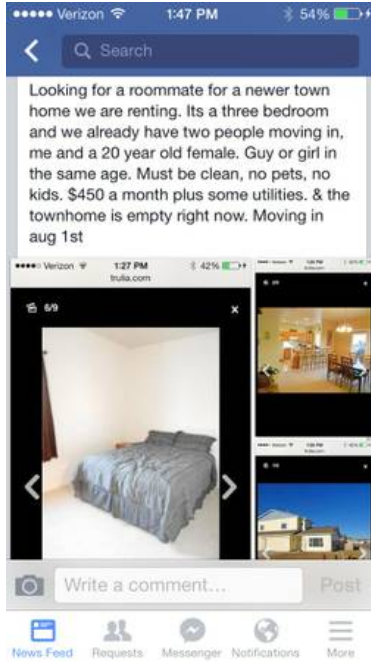 Verizon 1:47 PM 54%
Search
Looking for a roommate for a newer town
home we are renting. Its a three bedroom
and we already have two people moving in,
me and a 20 year old female. Guy or girl in
the same age. Must be clean, no pets, no
kids. $450 a month plus some utilities. & the
townhome is empty right now. Moving in
aug 1st
Verizon 1:27 PM 42%
trulia.com
6/9
x
Write a comment...
Post
News Feed Requests Messenger Notifications More